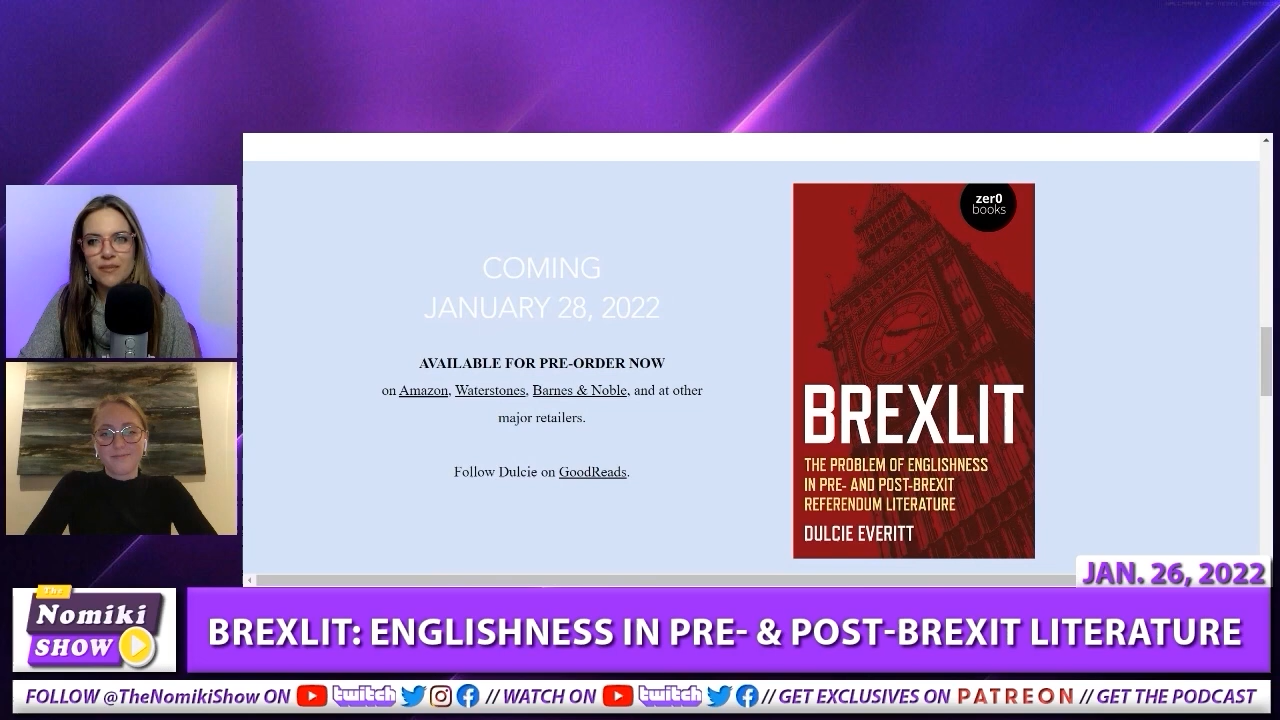 zer0
books
COMING
JANUARY 28, 2022
AVAILABLE FOR PRE-ORDER NOW
on Amazon, Waterstones, Barnes & Noble, and at other
major retailers.
Follow Dulcie on GoodReads.
BREXLIT
THE PROBLEM OF ENGLISHNESS
IN PRE- AND POST-BREXIT
REFERENDUM LITERATURE
DULCIE EVERITT
JAN. 26, 2022
The
Nomiki
SHOW
BREXLIT: ENGLISHNESS IN PRE- & POST-BREXIT LITERATURE
FOLLOW @TheNomikiShow ON twitch // WATCH ON twitch // GET EXCLUSIVES ON PATREON // GET THE PODCAST